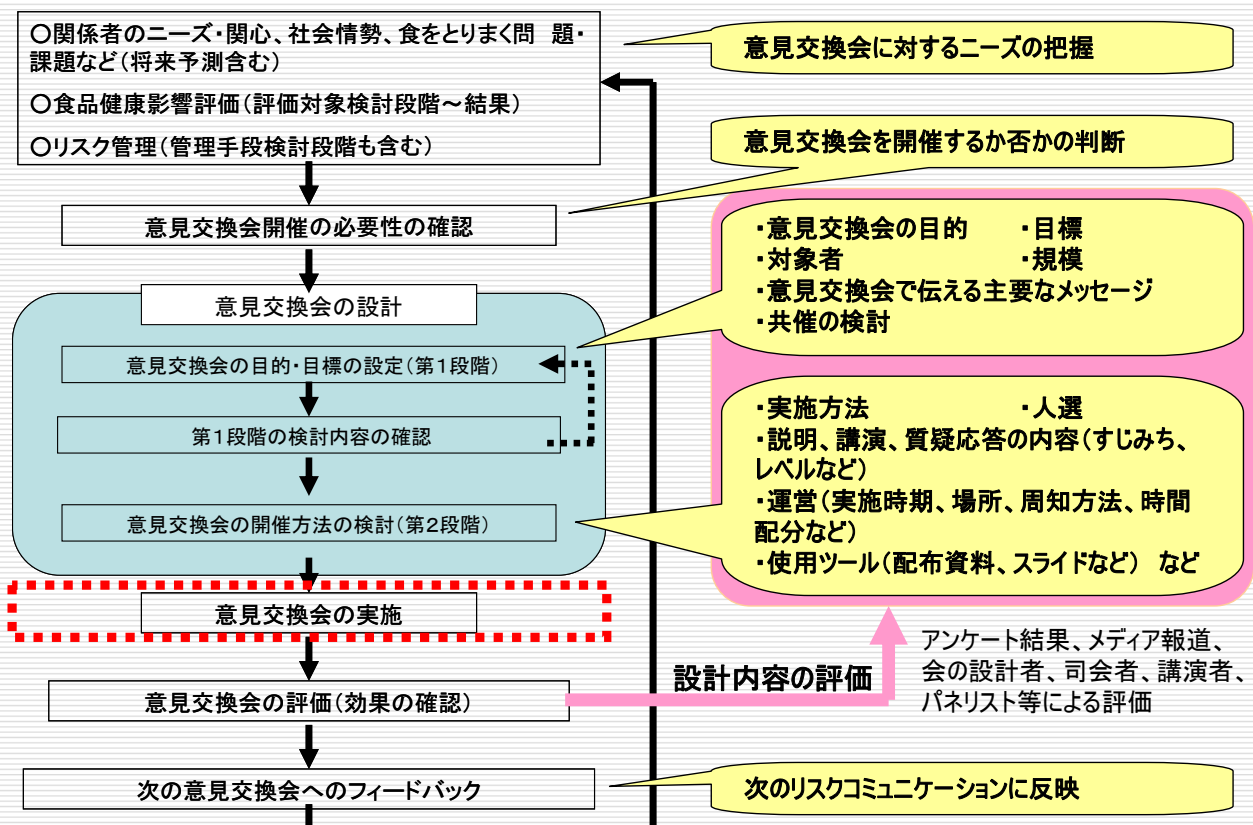 〇関係者のニーズ・関心、社会情勢、食をとりまく問　題・
課題など（将来予測含む）
〇食品健康影響評価（評価対象検討段階～結果）
〇リスク管理（管理手段検討段階も含む）
意見交換会に対するニーズの把握
意見交換会を開催するか否かの判断
意見交換会開催の必要性の確認
意見交換会の設計
意見交換会の目的・目標の設定（第１段階）
第１段階の検討内容の確認
意見交換会の開催方法の検討（第２段階）
・意見交換会の目的　　・目標
・対象者　　　　　　　・規模
・意見交換会で伝える主要なメッセージ
・共催の検討
・実施方法　　　　　　・人選
・説明、講演、質疑応答の内容（すじみち、
レベルなど）
・運営（実施時期、場所、周知方法、時間
配分など）
・使用ツール（配布資料、スライドなど）　など
意見交換会の実施
意見交換会の評価（効果の確認）
設計内容の評価
アンケート結果、メディア報道、
会の設計者、司会者、講演者、
パネリスト等による評価
次の意見交換会へのフィードバック
次のリスクコミュニケーションに反映